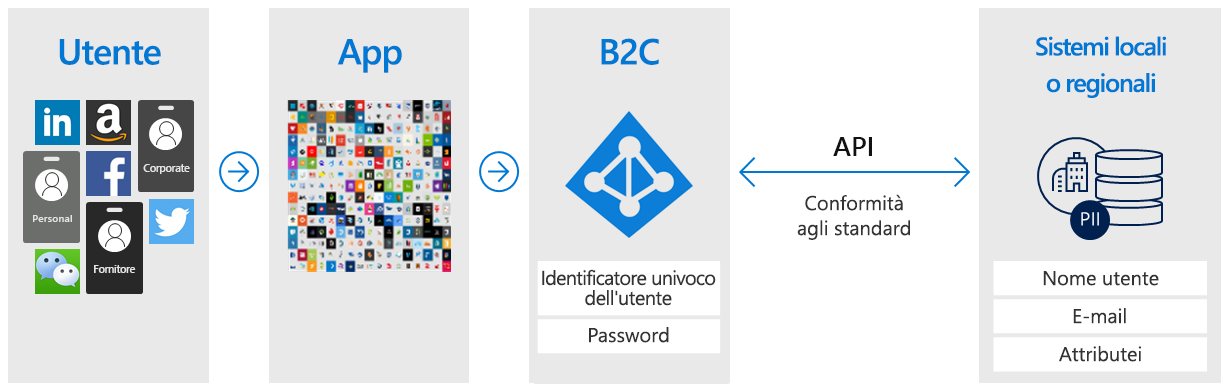 Utente
in
a
Corporate
Personal
f
Fornitore
App
B2C
Identificatore univoco
dell'utente
Password
API
Conformità
agli standard
Sistemi locali
o regionali
PII
Nome utente
E-mail
Attributei